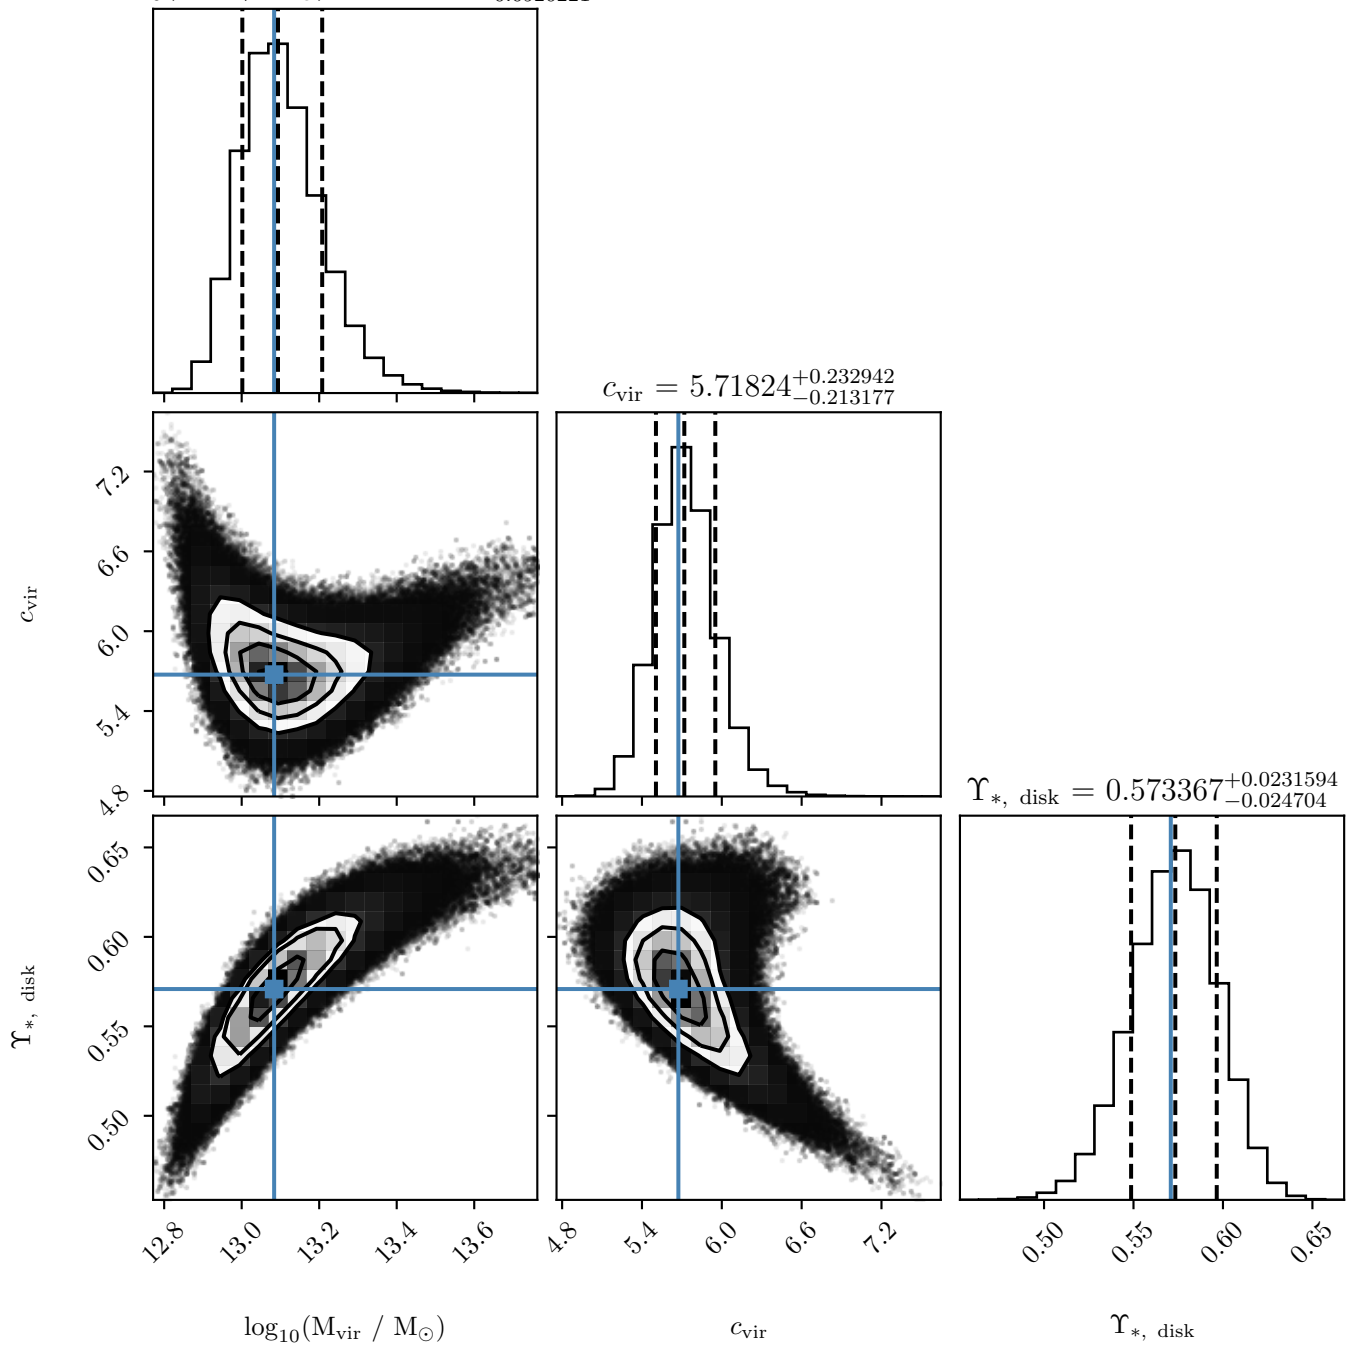 c_vir = 5.71824 +0.232942 −0.213177
7.2
6.6
c_vir
6.0
5.4
4.8
ϒ_*, disk = 0.573367 +0.0231594 −0.024704
0.65
0.60
ϒ_*, disk
0.55
0.50
12.8 13.0 13.2 13.4 13.6 4.8 5.4 6.0 6.6 7.2 0.50 0.55 0.60 0.65
log₁₀(M_vir / M_⊙) c_vir ϒ_*, disk